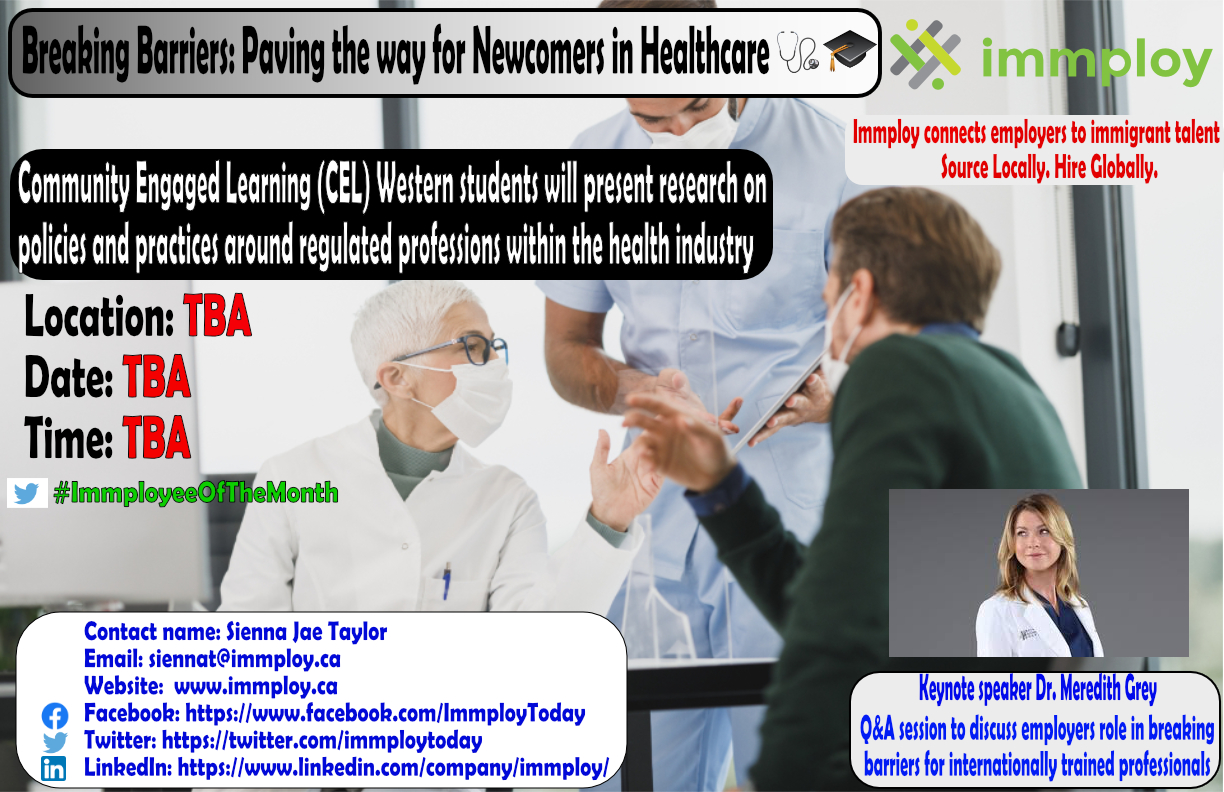 Breaking Barriers: Paving the way for Newcomers in Healthcare
immploy
Immploy connects employers to immigrant talent
Source Locally. Hire Globally.
Community Engaged Learning (CEL) Western students will present research on
policies and practices around regulated professions within the health industry
Location: TBA
Date: TBA
Time: TBA
#ImmployeeOfTheMonth
Contact name: Sienna Jae Taylor
Email: siennat@immploy.ca
Website: www.immploy.ca
Facebook: https://www.facebook.com/ImmployToday
Twitter: https://twitter.com/immploytoday
LinkedIn: https://www.linkedin.com/company/immploy/
Keynote speaker Dr. Meredith Grey
Q&A session to discuss employers role in breaking
barriers for internationally trained professionals